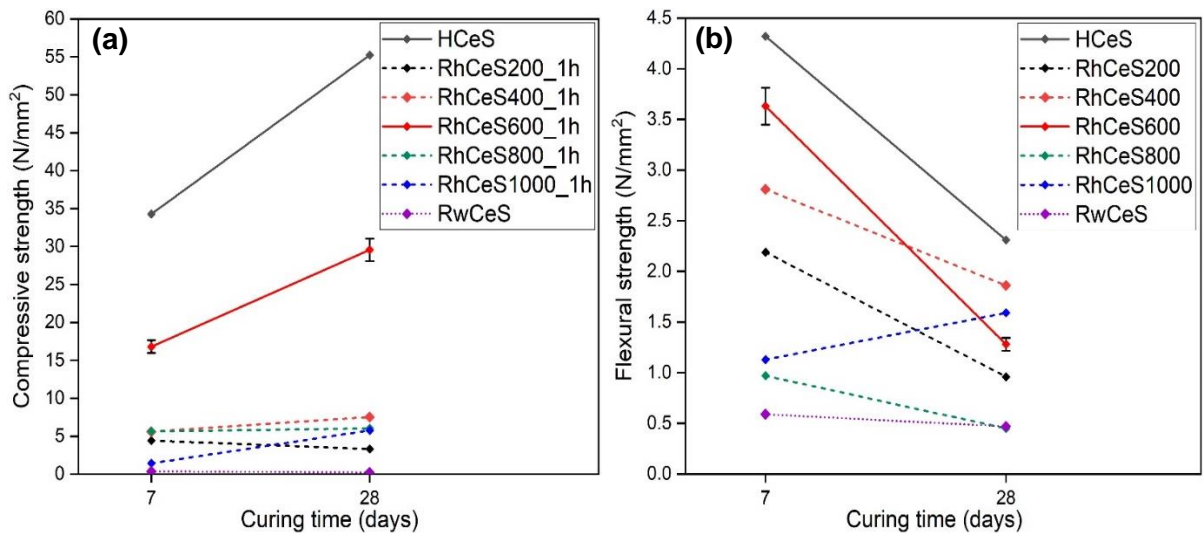 (a)
Compressive strength (N/mm²)
60
55
50
45
40
35
30
25
20
15
10
5
0
7
28
Curing time (days)
HCeS
RhCeS200_1h
RhCeS400_1h
RhCeS600_1h
RhCeS800_1h
RhCeS1000_1h
RwCeS
(b)
Flexural strength (N/mm²)
4.5
4.0
3.5
3.0
2.5
2.0
1.5
1.0
0.5
0.0
7
28
Curing time (days)
HCeS
RhCeS200
RhCeS400
RhCeS600
RhCeS800
RhCeS1000
RwCeS